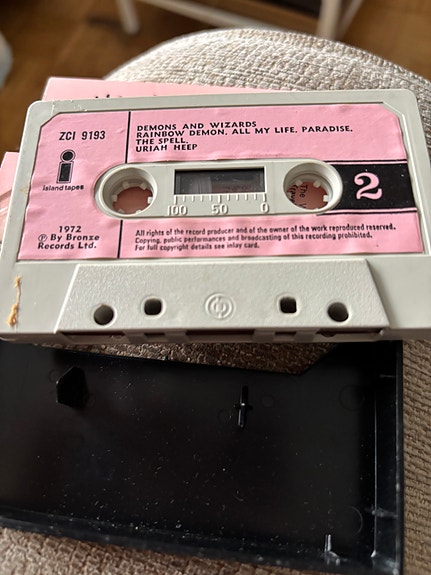 ZCI 9193
DEMONS AND WIZARDS
RAINBOW DEMON, ALL MY LIFE, PARADISE,
THE SPELL,
URIAH HEEP
i
island tapes
100 50 0
2
1972
℗ By Bronze
Records Ltd.
All rights of the record producer and of the owner of the work reproduced reserved.
Copying, public performances and broadcasting of this recording prohibited.
For full copyright details see inlay card.